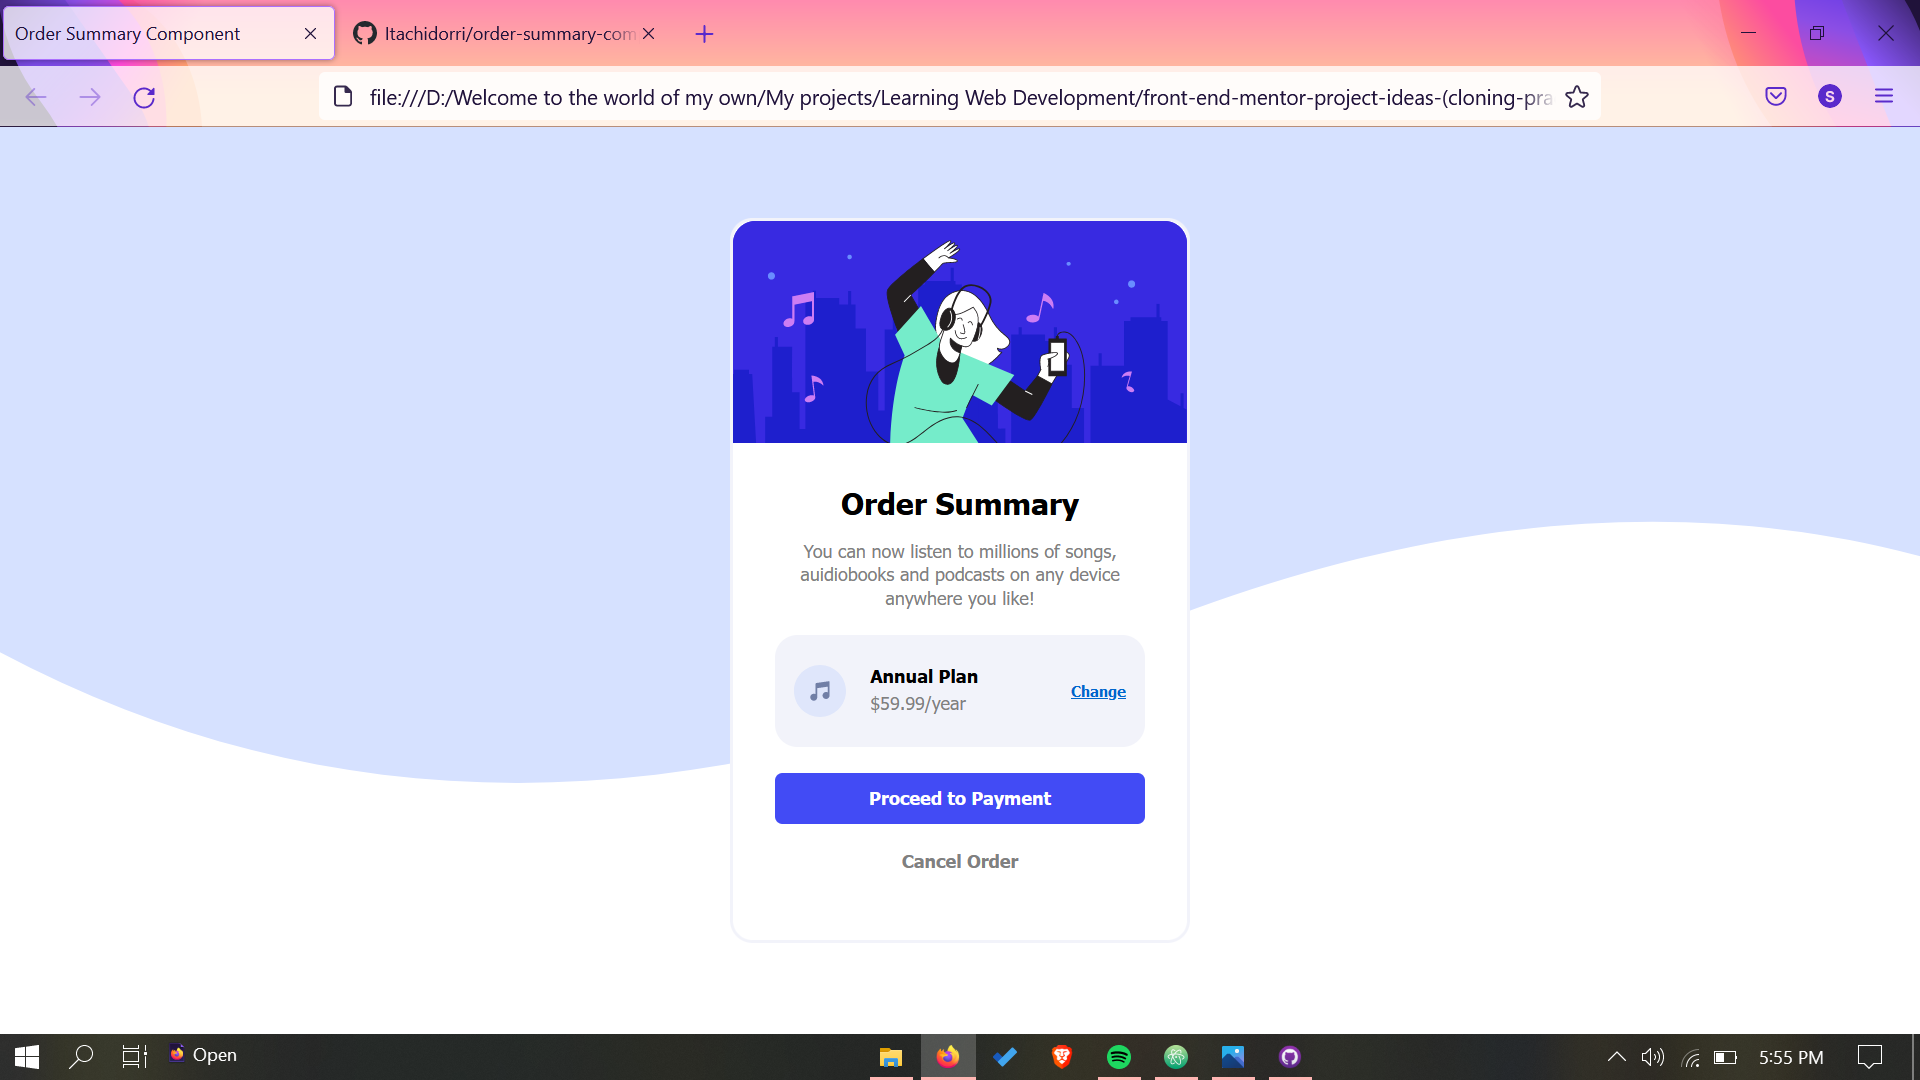 Order Summary Component
Itachidorri/order-summary-com
file:///D:/Welcome to the world of my own/My projects/Learning Web Development/front-end-mentor-project-ideas-(cloning-pra
S
Order Summary
You can now listen to millions of songs,
auidiobooks and podcasts on any device
anywhere you like!
Annual Plan
$59.99/year
Change
Proceed to Payment
Cancel Order
Open
5:55 PM